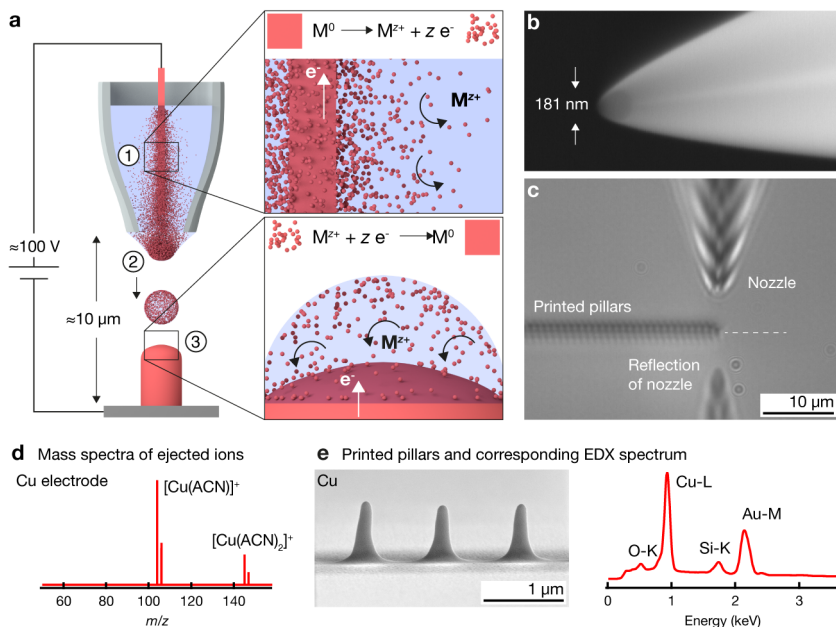 a
M⁰ → Mᶻ⁺ + z e⁻
e⁻
Mᶻ⁺
1
≈100 V
2
≈10 µm
3
Mᶻ⁺ + z e⁻ → M⁰
Mᶻ⁺
e⁻
b
181 nm
c
Nozzle
Printed pillars
Reflection
of nozzle
10 µm
d Mass spectra of ejected ions
Cu electrode
[Cu(ACN)]⁺
[Cu(ACN)₂]⁺
60 80 100 120 140
m/z
e Printed pillars and corresponding EDX spectrum
Cu
1 µm
Cu-L
Au-M
O-K
Si-K
0 1 2 3
Energy (keV)